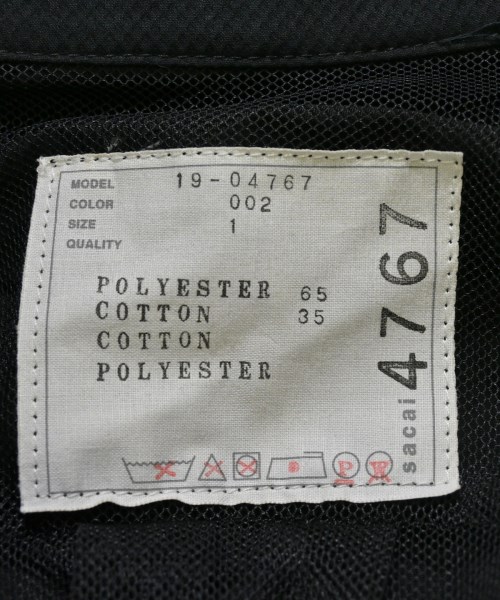 MODEL 19-04767
COLOR 002
SIZE 1
QUALITY
POLYESTER 65
COTTON 35
COTTON
POLYESTER
P W
sacai 4767